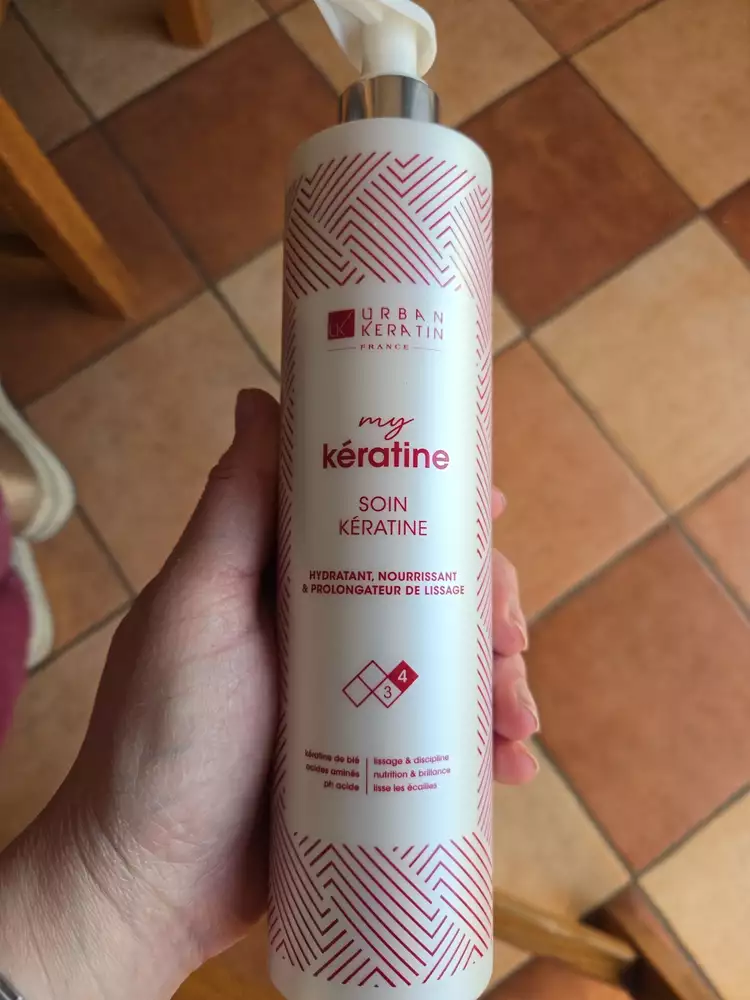 UK
URBAN
KERATIN
FRANCE
my
kératine
SOIN
KÉRATINE
HYDRATANT, NOURRISSANT
& PROLONGATEUR DE LISSAGE
4
3
kératine de blé | lissage & discipline
acides aminés | nutrition & brillance
ph acide | lisse les écailles